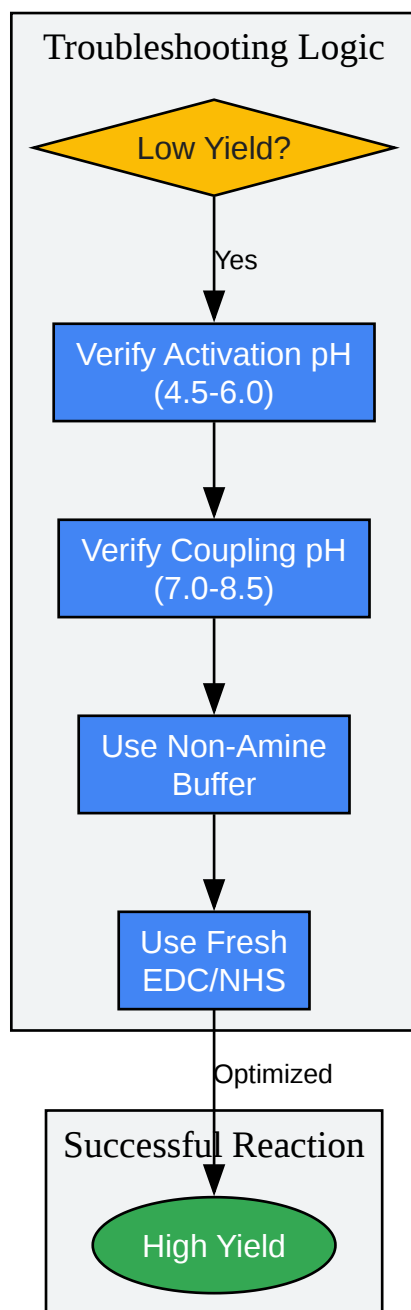 Troubleshooting Logic
Low Yield?
Yes
Verify Activation pH
(4.5-6.0)
Verify Coupling pH
(7.0-8.5)
Use Non-Amine
Buffer
Use Fresh
EDC/NHS
Optimized
Successful Reaction
High Yield